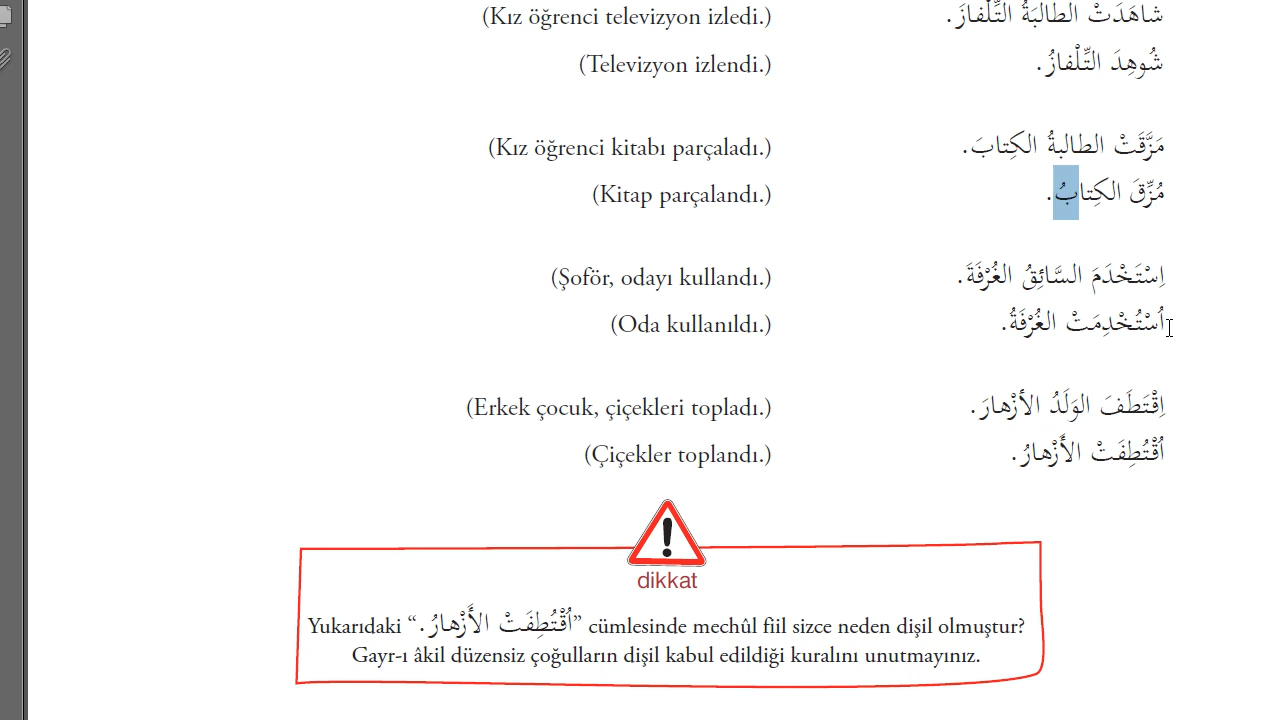 (Kız öğrenci televizyon izledi.) شاهَدَتْ الطالبَةُ التِّلْفازَ.
(Televizyon izlendi.) شُوهِدَ التِّلْفازُ.
(Kız öğrenci kitabı parçaladı.) مَزَّقَتْ الطالبةُ الكِتابَ.
(Kitap parçalandı.) مُزِّقَ الكِتابُ.
(Şoför, odayı kullandı.) اِسْتَخْدَمَ السَّائِقُ الغُرْفَةَ.
(Oda kullanıldı.) اُسْتُخْدِمَتْ الغُرْفَةُ.
(Erkek çocuk, çiçekleri topladı.) اِقْتَطَفَ الوَلَدُ الأزْهارَ.
(Çiçekler toplandı.) اُقْتُطِفَتْ الأَزْهارُ.
dikkat
Yukarıdaki “اُقْتُطِفَتْ الأَزْهارُ.” cümlesinde mechûl fiil sizce neden dişil olmuştur?
Gayr-ı âkil düzensiz çoğulların dişil kabul edildiği kuralını unutmayınız.